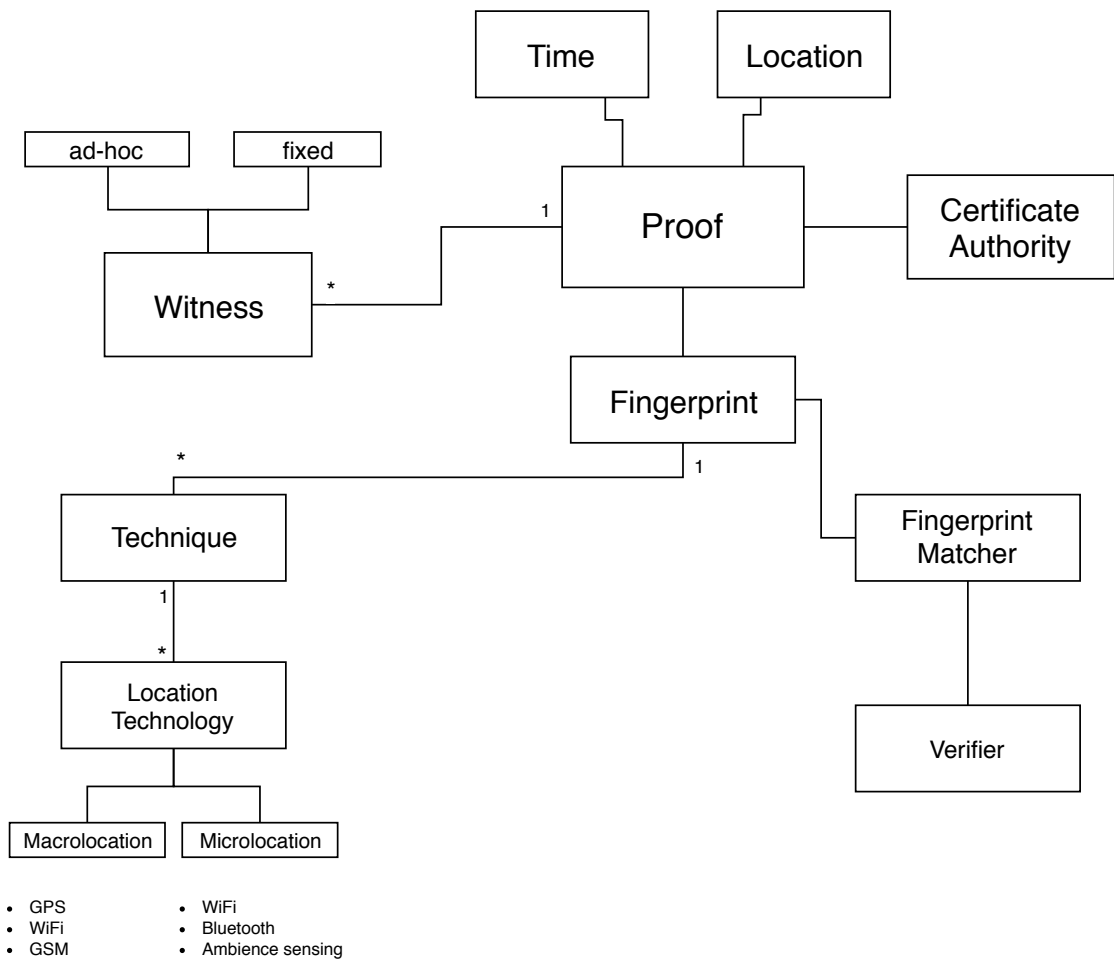 Time
Location
ad-hoc
fixed
1
Proof
Certificate
Authority
*
Witness
Fingerprint
*
1
Technique
Fingerprint
Matcher
1
*
Location
Technology
Verifier
Macrolocation
Microlocation
• GPS
• WiFi
• GSM
• WiFi
• Bluetooth
• Ambience sensing